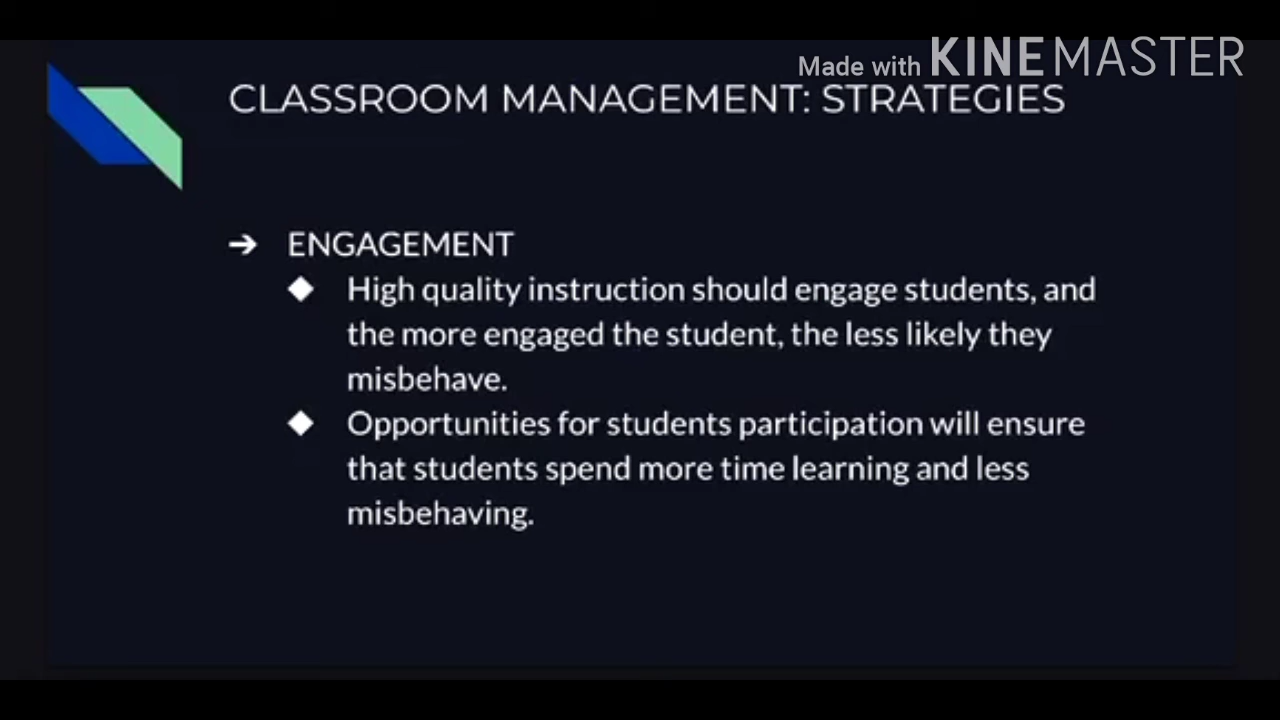 Made with KINEMASTER
CLASSROOM MANAGEMENT: STRATEGIES
➔ ENGAGEMENT
◆ High quality instruction should engage students, and
the more engaged the student, the less likely they
misbehave.
◆ Opportunities for students participation will ensure
that students spend more time learning and less
misbehaving.